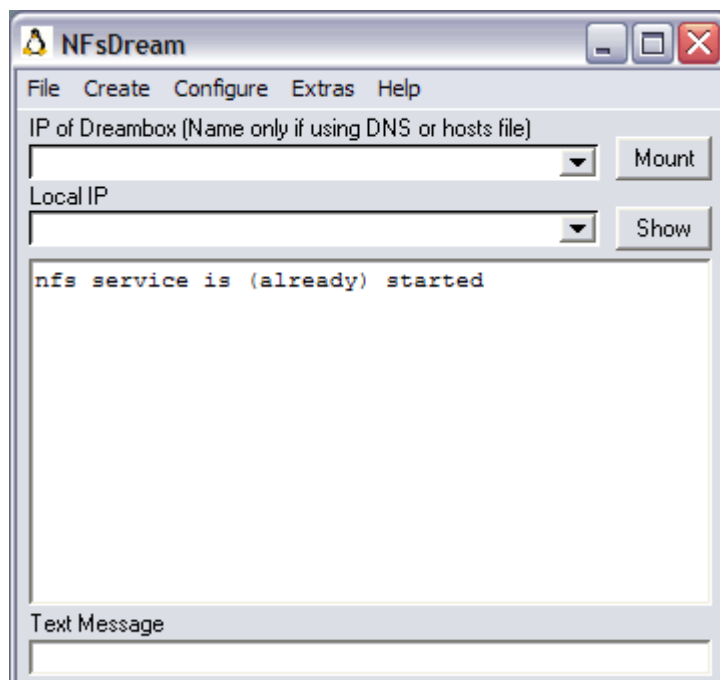 NFsDream
File Create Configure Extras Help
IP of Dreambox (Name only if using DNS or hosts file)
Mount
Local IP
Show
nfs service is (already) started
Text Message